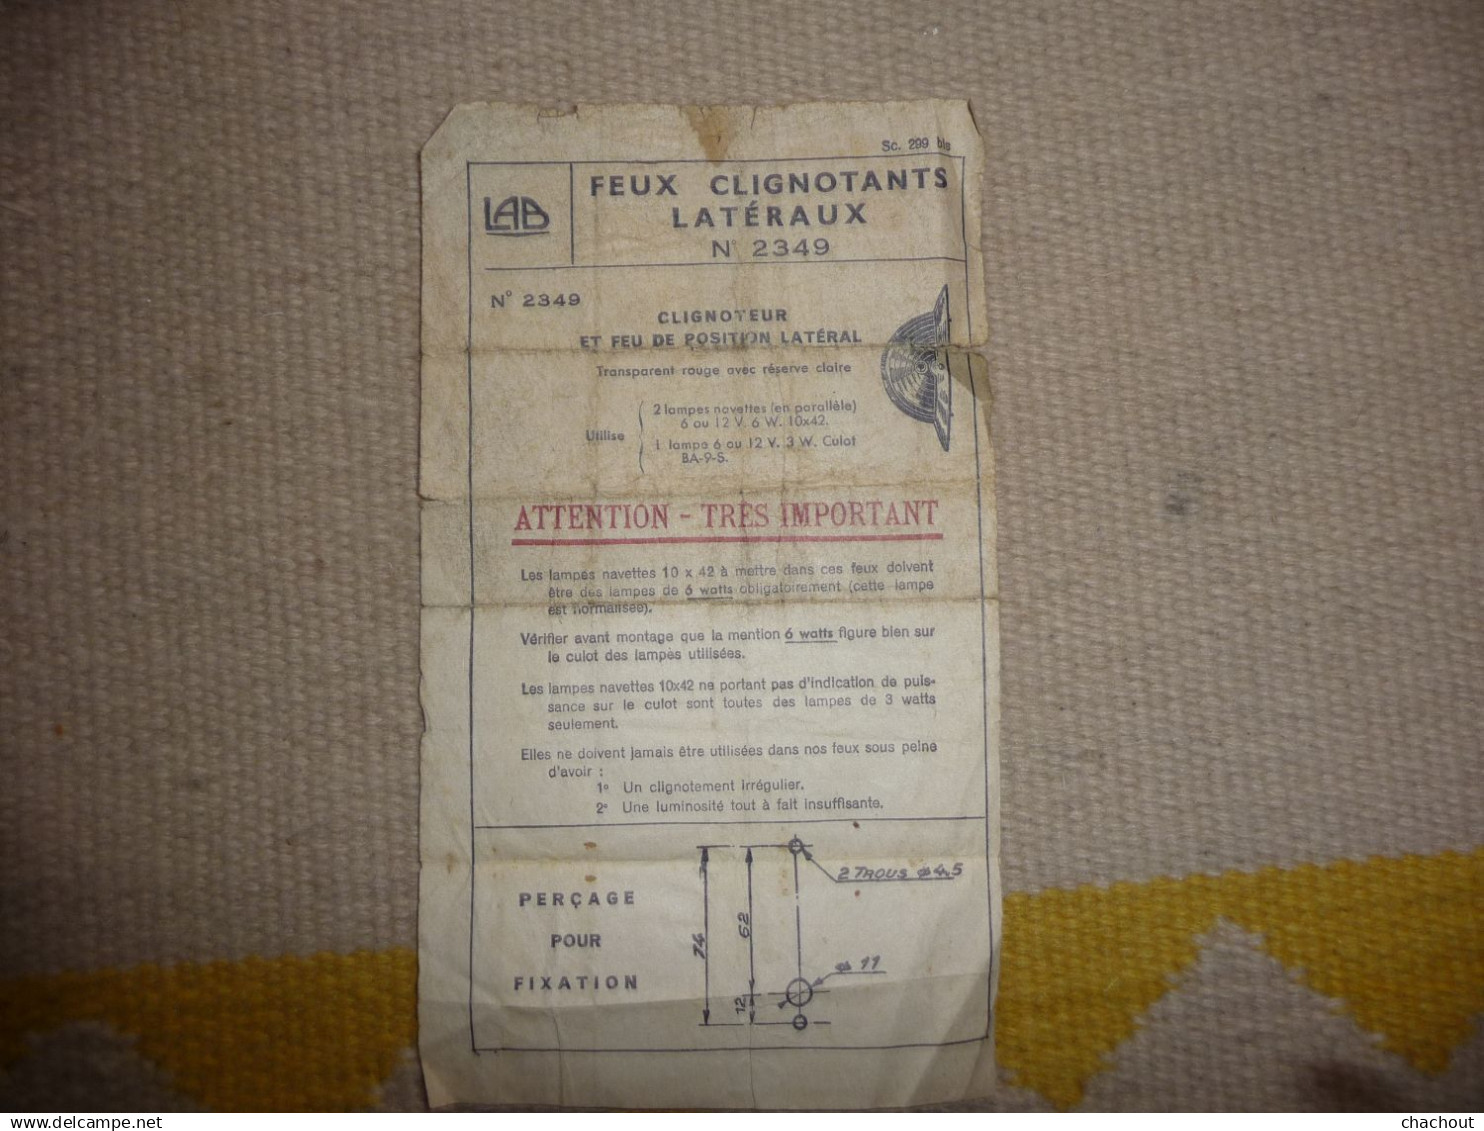 Sc. 299 bis
LAB
FEUX CLIGNOTANTS
LATÉRAUX
N° 2349
N° 2349
CLIGNOTEUR
ET FEU DE POSITION LATÉRAL
Transparent rouge avec réserve claire
Utilise
2 lampes navettes (en parallèle)
6 ou 12 V. 6 W. 10x42.
1 lampe 6 ou 12 V. 3 W. Culot
BA-9-S.
ATTENTION - TRÈS IMPORTANT
Les lampes navettes 10 x 42 à mettre dans ces feux doivent
être des lampes de 6 watts obligatoirement (cette lampe
est normalisée).
Vérifier avant montage que la mention 6 watts figure bien sur
le culot des lampes utilisées.
Les lampes navettes 10x42 ne portant pas d'indication de puis-
sance sur le culot sont toutes des lampes de 3 watts
seulement.
Elles ne doivent jamais être utilisées dans nos feux sous peine
d'avoir :
1° Un clignotement irrégulier.
2° Une luminosité tout à fait insuffisante.
PERÇAGE
POUR
FIXATION
2 TROUS ø 4,5
74
62
ø 11
12
chachout